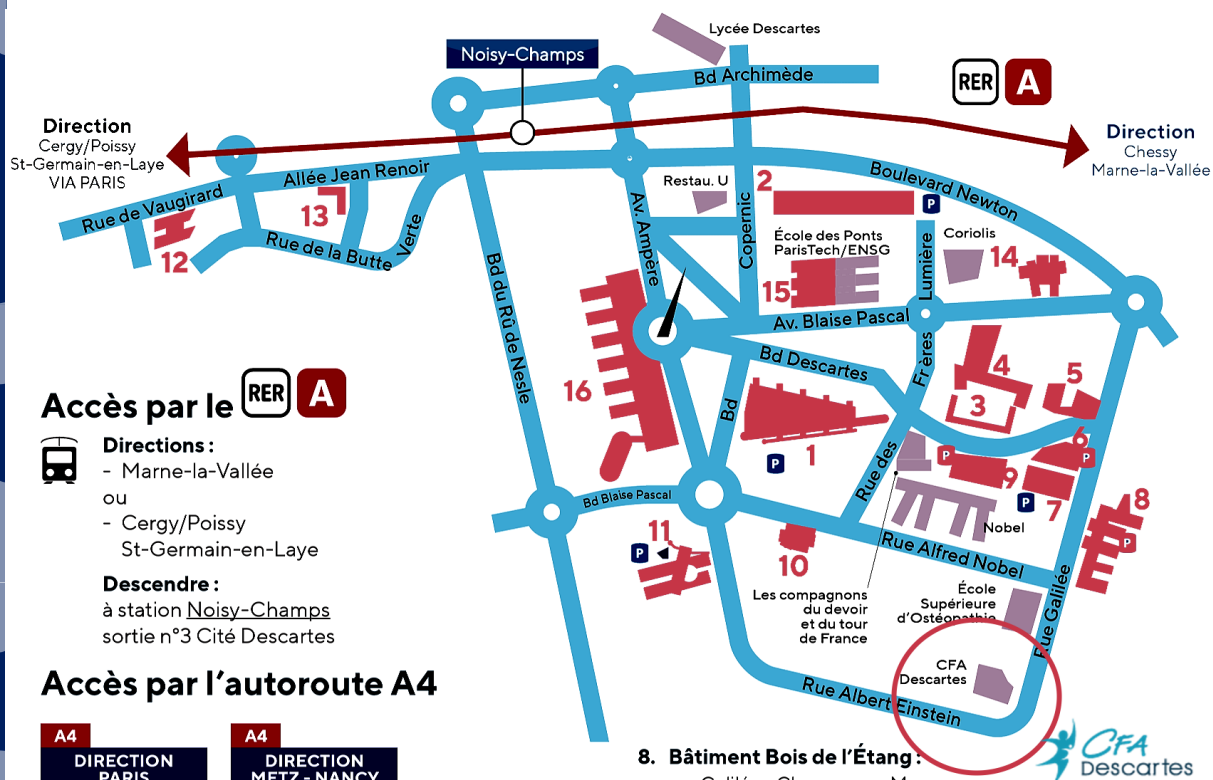 Lycée Descartes
Noisy-Champs
Bd Archimède
RER A
Direction
Cergy/Poissy
St-Germain-en-Laye
VIA PARIS
Direction
Chessy
Marne-la-Vallée
Allée Jean Renoir
Rue de Vaugirard
13
12
Rue de la Butte
Verte
Restau. U
2
P
Boulevard Newton
Av. Ampère
Copernic
École des Ponts
ParisTech/ENSG
15
Lumière
Coriolis
14
Bd du Rû de Nesle
Av. Blaise Pascal
Bd Descartes
Frères
4
5
3
16
Bd
1
P
6
P
P
9
7
P
8
P
Rue des
Nobel
Bd Blaise Pascal
11
P
10
Rue Alfred Nobel
Les compagnons
du devoir
et du tour
de France
École
Supérieure
d'Ostéopathie
Rue Galilée
CFA
Descartes
Rue Albert Einstein
Accès par le RER A
Directions :
- Marne-la-Vallée
ou
- Cergy/Poissy
St-Germain-en-Laye
Descendre :
à station Noisy-Champs
sortie n°3 Cité Descartes
Accès par l'autoroute A4
A4
DIRECTION
PARIS
A4
DIRECTION
METZ - NANCY
8. Bâtiment Bois de l'Étang :
CFA
Descartes